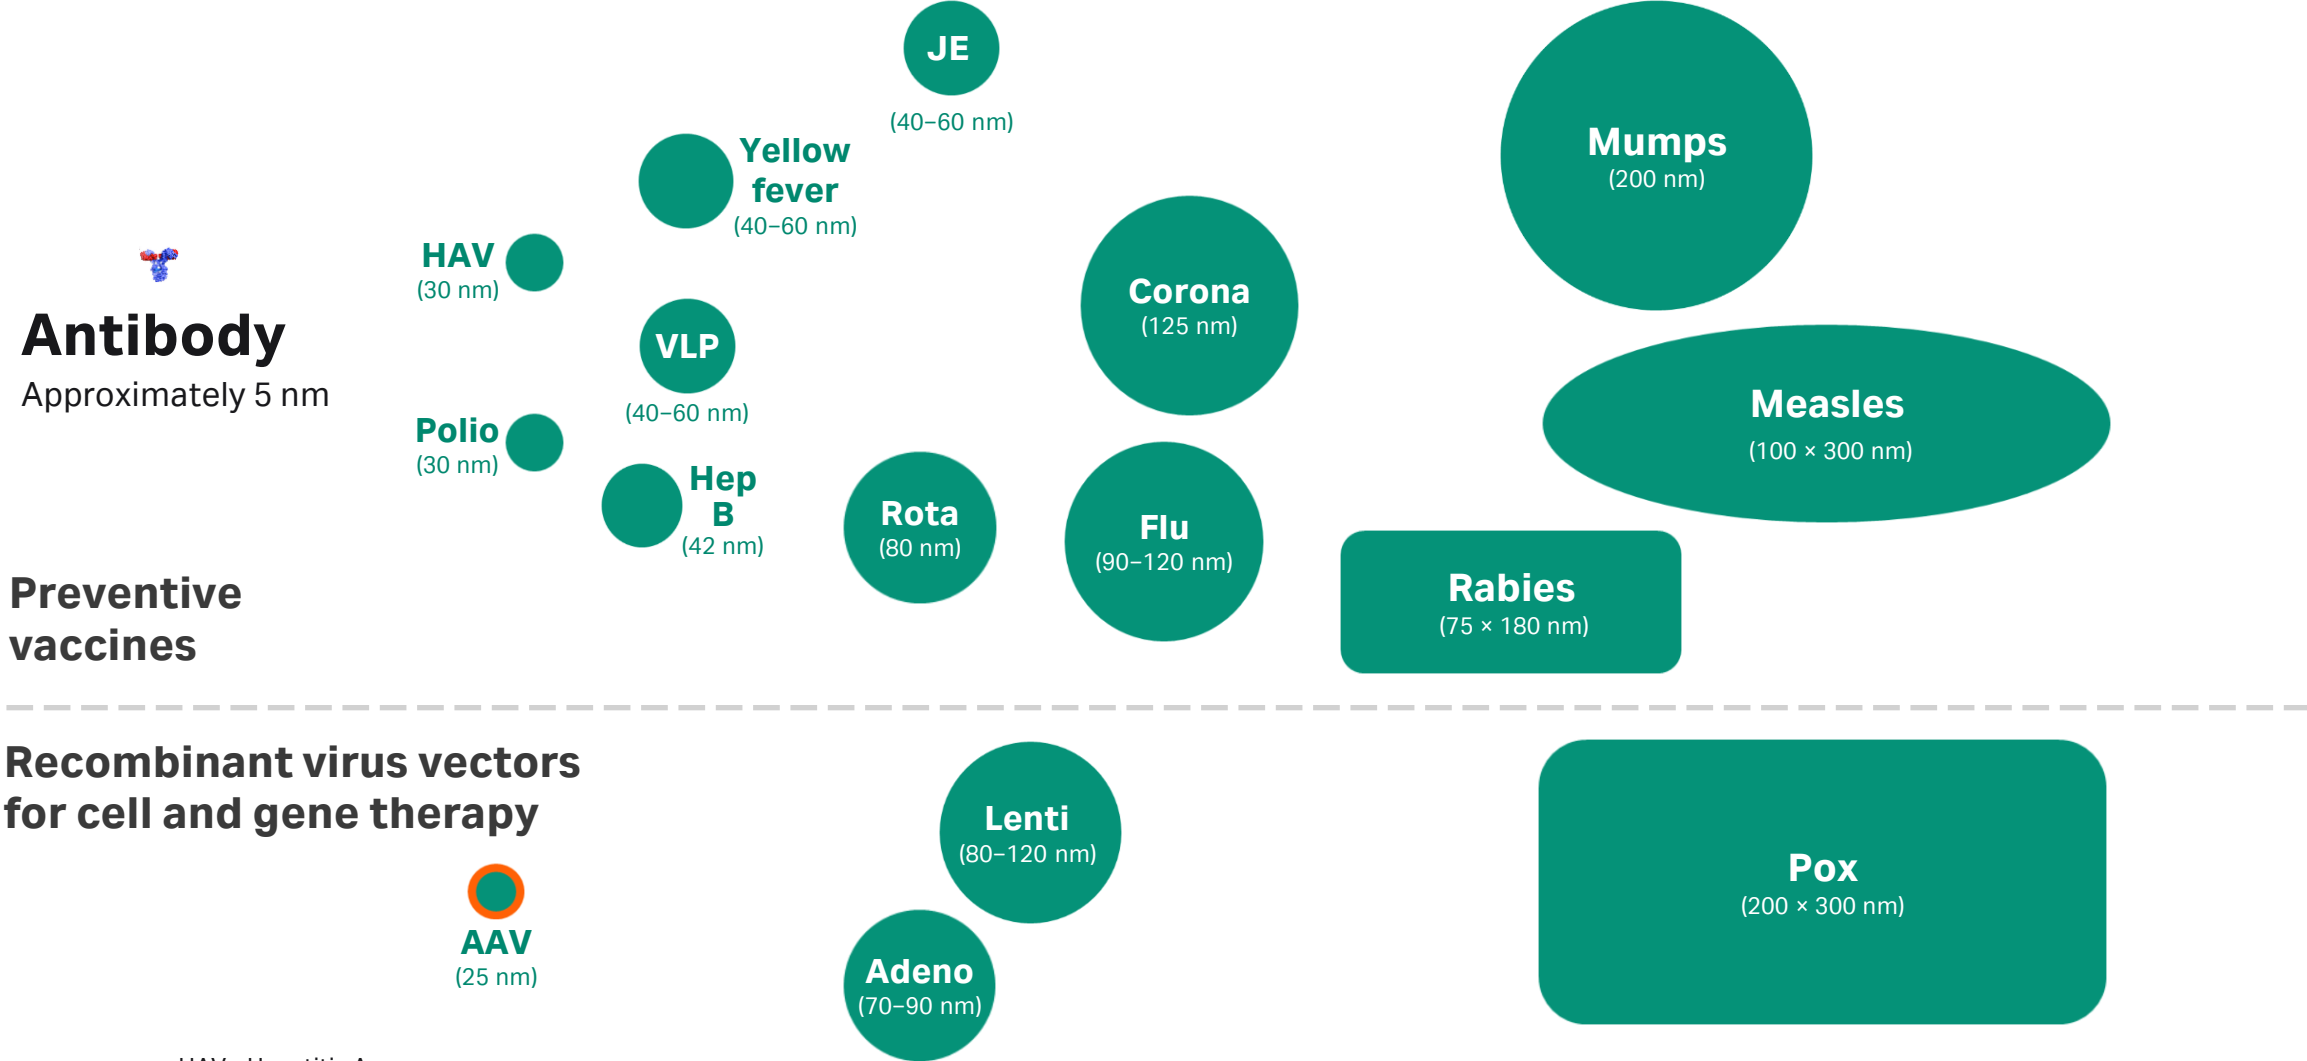 JE
(40–60 nm)
Yellow
fever
(40–60 nm)
Mumps
(200 nm)
HAV
(30 nm)
Corona
(125 nm)
Antibody
Approximately 5 nm
VLP
(40–60 nm)
Measles
(100 × 300 nm)
Polio
(30 nm)
Hep
B
(42 nm)
Rota
(80 nm)
Flu
(90–120 nm)
Rabies
(75 × 180 nm)
Preventive
vaccines
Recombinant virus vectors
for cell and gene therapy
Lenti
(80–120 nm)
Pox
(200 × 300 nm)
AAV
(25 nm)
Adeno
(70–90 nm)